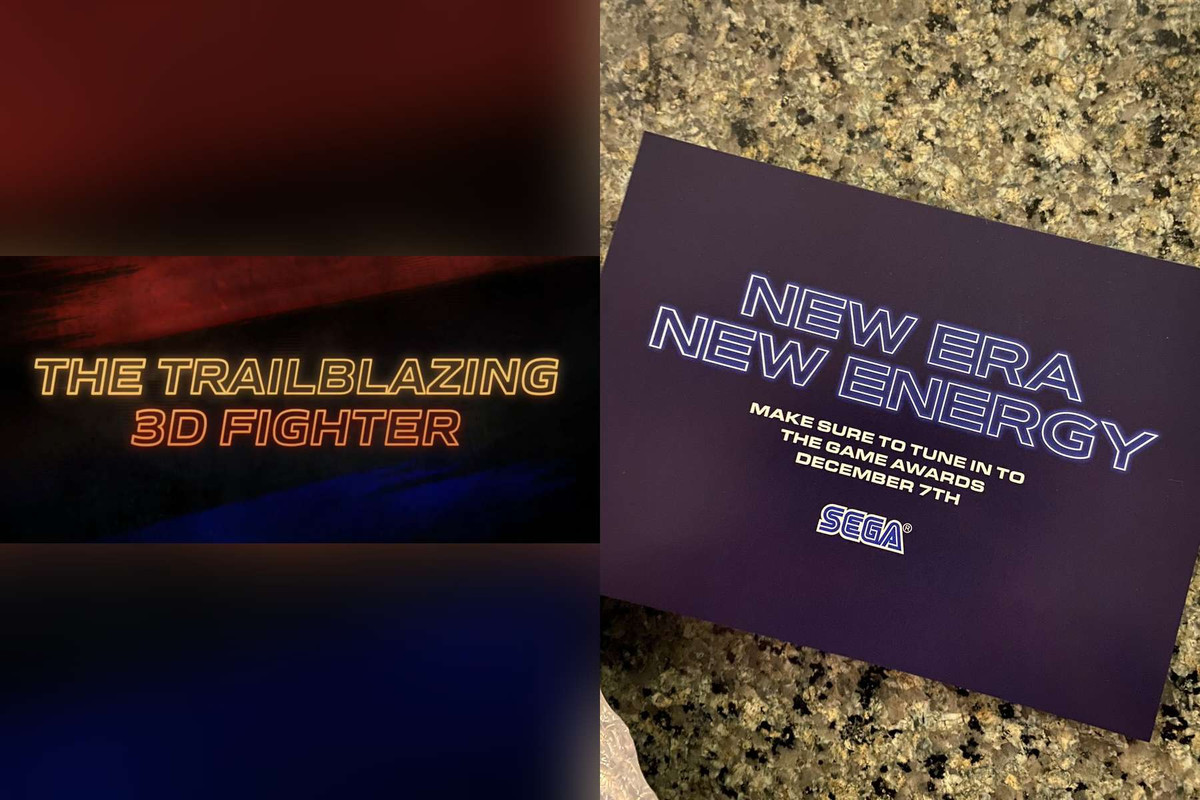 THE TRAILBLAZING
3D FIGHTER
NEW ERA
NEW ENERGY
MAKE SURE TO TUNE IN TO
THE GAME AWARDS
DECEMBER 7TH
SEGA®